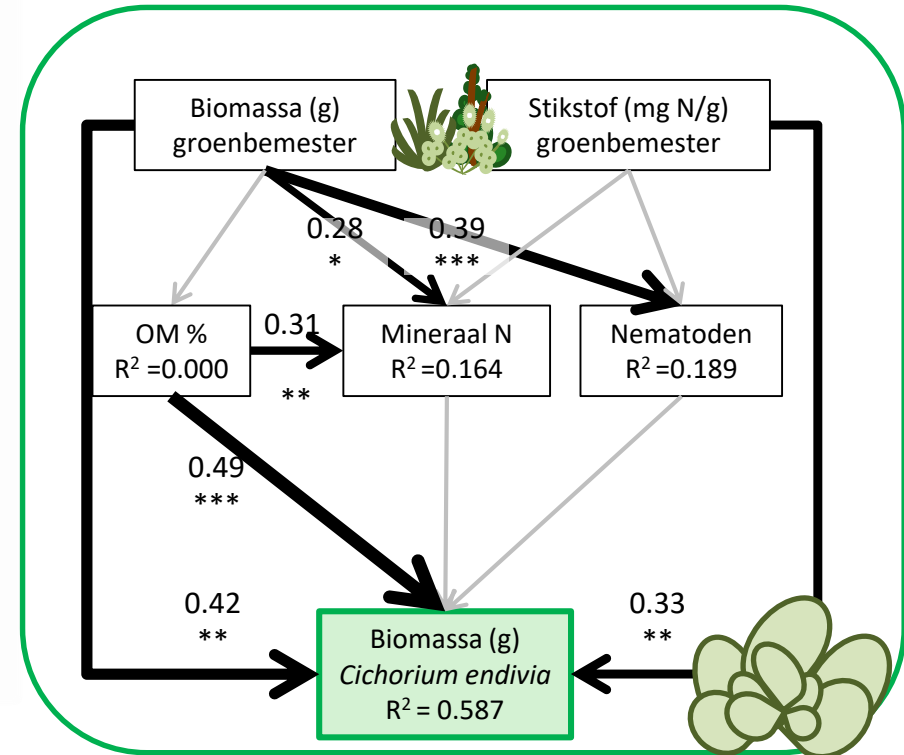 Biomassa (g)
groenbemester
Stikstof (mg N/g)
groenbemester
0.28
*
0.39
***
OM %
R² =0.000
0.31
**
Mineraal N
R² =0.164
Nematoden
R² =0.189
0.49
***
0.42
**
0.33
**
Biomassa (g)
Cichorium endivia
R² = 0.587